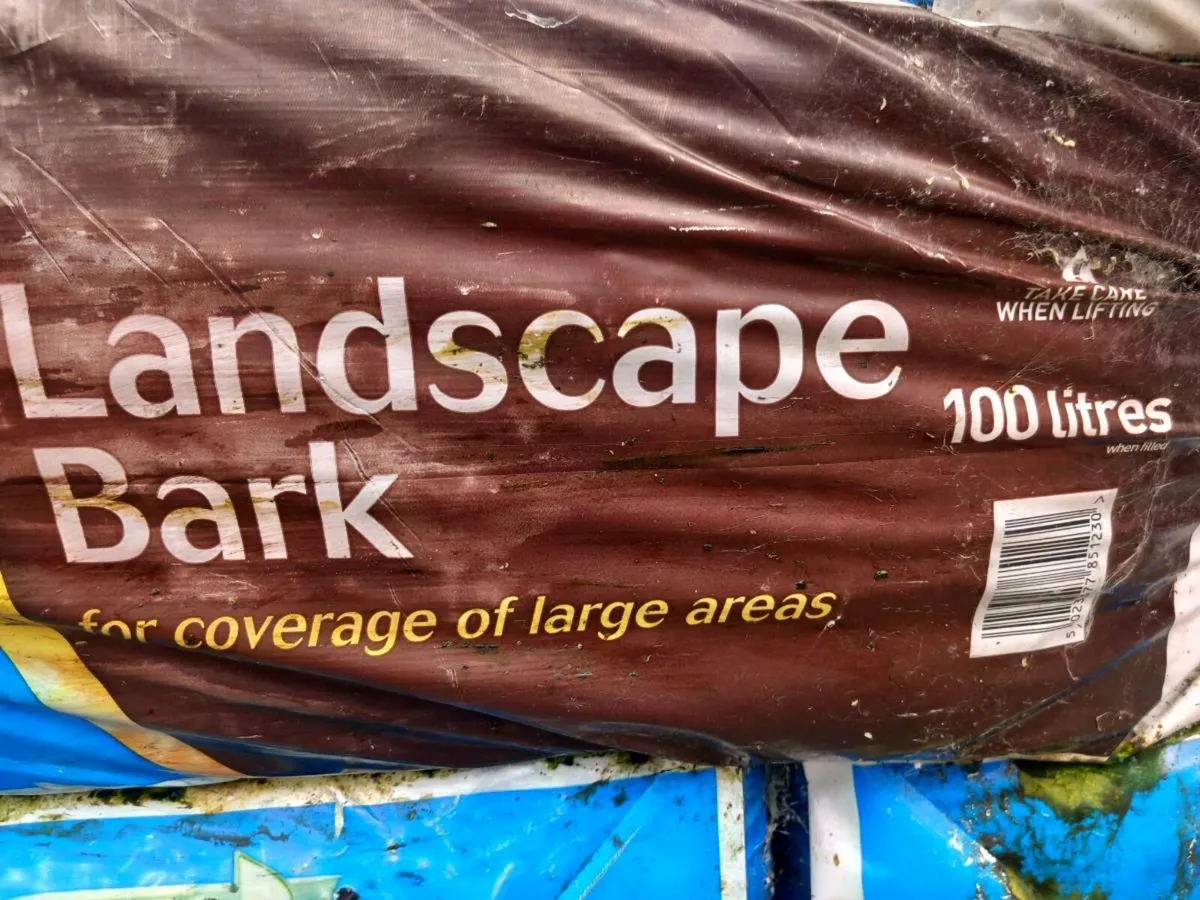 TAKE CARE
WHEN LIFTING
Landscape
Bark
100 litres
when filled
for coverage of large areas